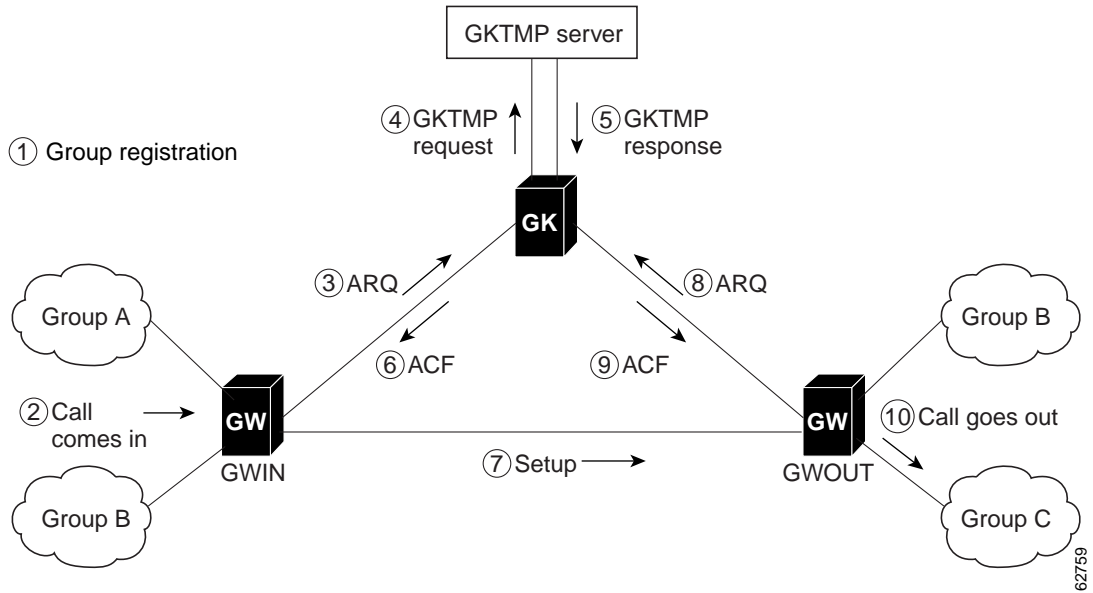 GKTMP server
④ GKTMP
request
⑤ GKTMP
response
① Group registration
GK
③ ARQ
⑧ ARQ
Group A
Group B
⑥ ACF
⑨ ACF
② Call
comes in
GW
GWIN
GW
GWOUT
⑩ Call goes out
⑦ Setup
Group B
Group C
62759